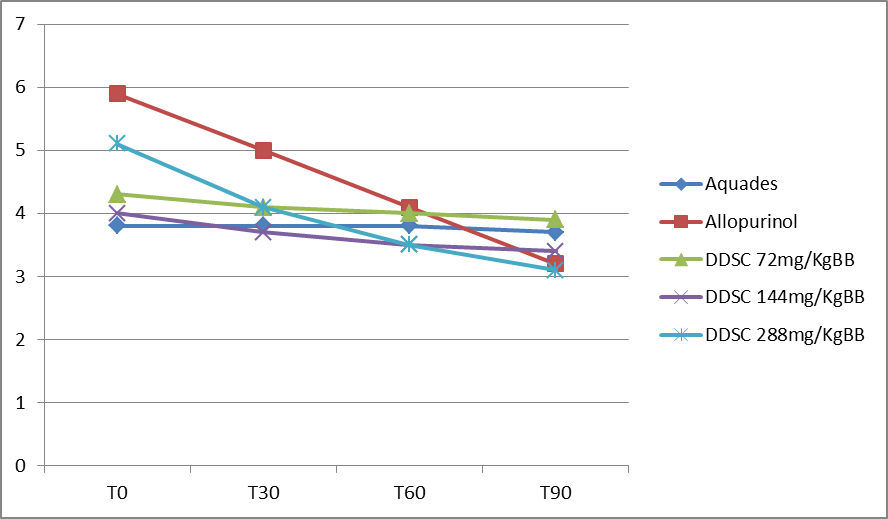 7
6
5
4
3
2
1
0
T0 T30 T60 T90
Aquades
Allopurinol
DDSC 72mg/KgBB
DDSC 144mg/KgBB
DDSC 288mg/KgBB